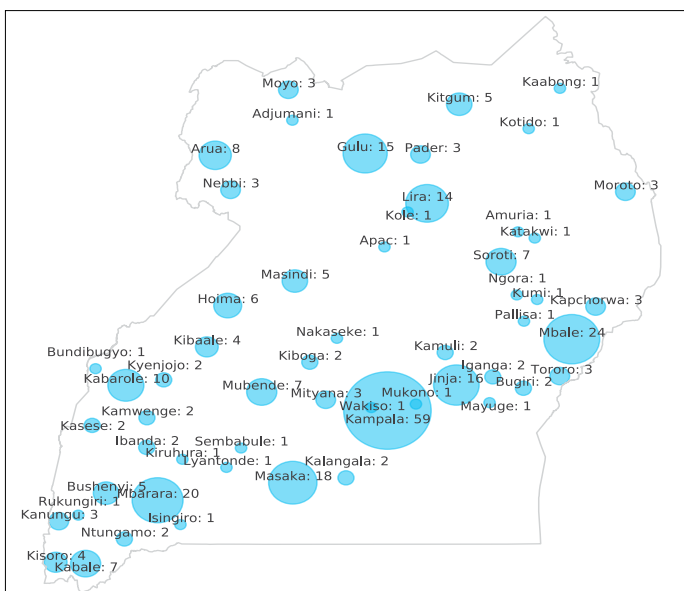 Moyo: 3
Kaabong: 1
Kitgum: 5
Adjumani: 1
Kotido: 1
Arua: 8
Gulu: 15
Pader: 3
Nebbi: 3
Moroto: 3
Lira: 14
Kole: 1
Amuria: 1
Katakwi: 1
Apac: 1
Soroti: 7
Masindi: 5
Ngora: 1
Hoima: 6
Kumi: 1
Kapchorwa: 3
Pallisa: 1
Mbale: 24
Nakaseke: 1
Kibaale: 4
Kamuli: 2
Bundibugyo: 1
Kiboga: 2
Kyenjojo: 2
Iganga: 2
Tororo: 3
Kabarole: 10
Jinja: 16
Mubende: 7
Bugiri: 2
Mityana: 3
Mukono: 1
Wakiso: 1
Mayuge: 1
Kamwenge: 2
Kampala: 59
Kasese: 2
Ibanda: 2
Sembabule: 1
Kiruhura: 1
Lyantonde: 1
Kalangala: 2
Masaka: 18
Bushenyi: 5
Mbarara: 20
Rukungiri: 1
Kanungu: 3
Isingiro: 1
Ntungamo: 2
Kisoro: 4
Kabale: 7